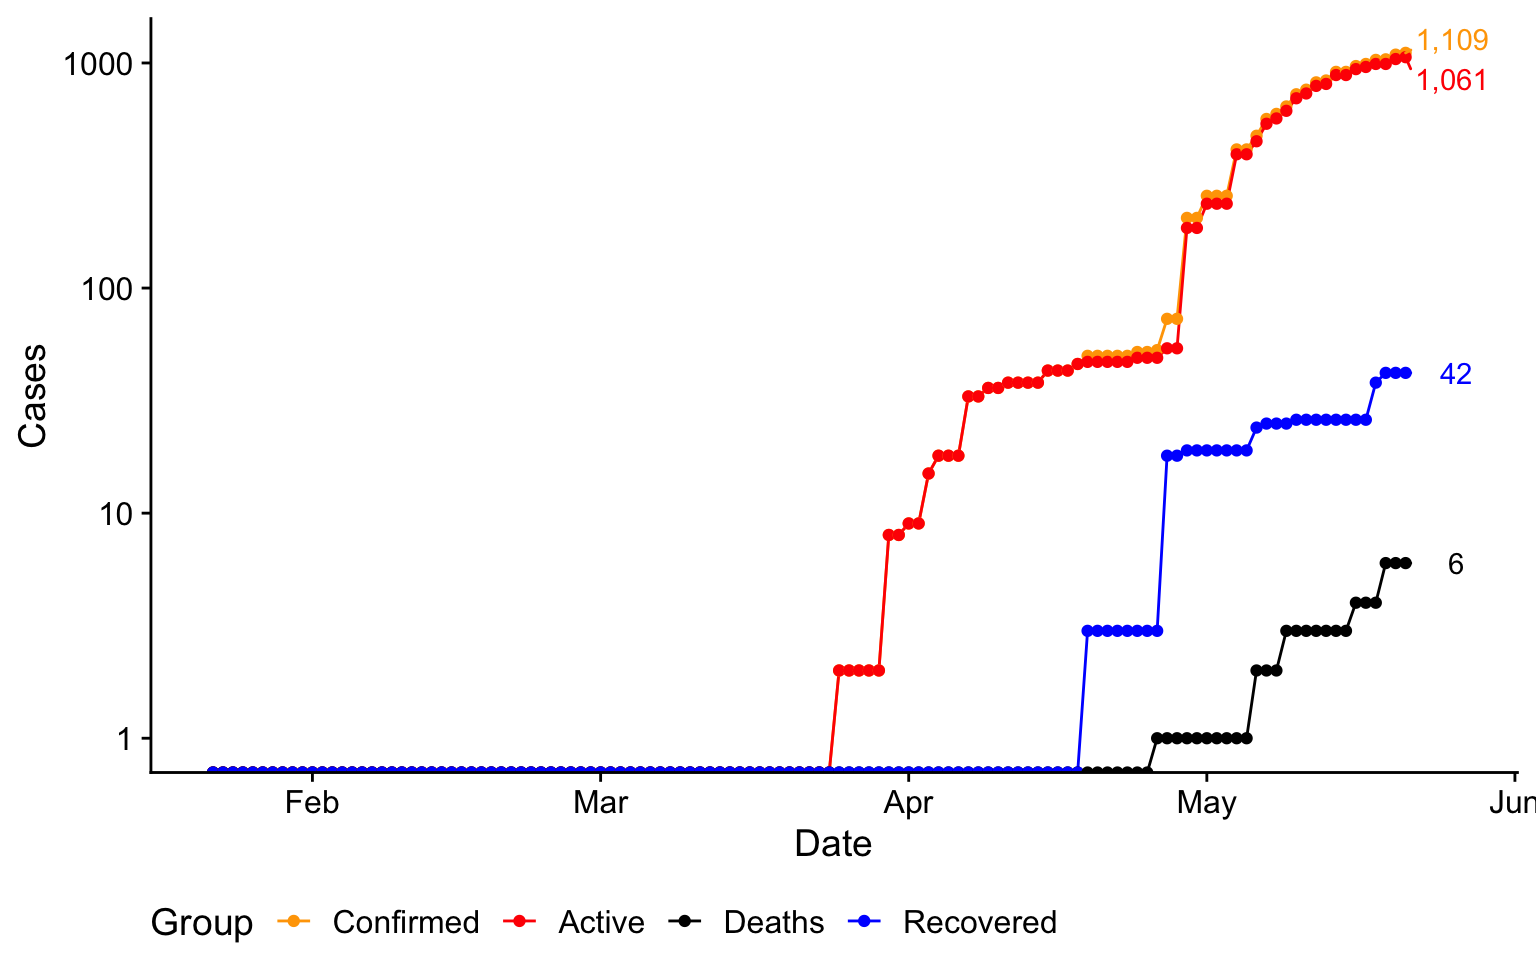 1,109
1000
1,061
100
Cases
42
10
6
1
Feb Mar Apr May Jun
Date
Group Confirmed Active Deaths Recovered